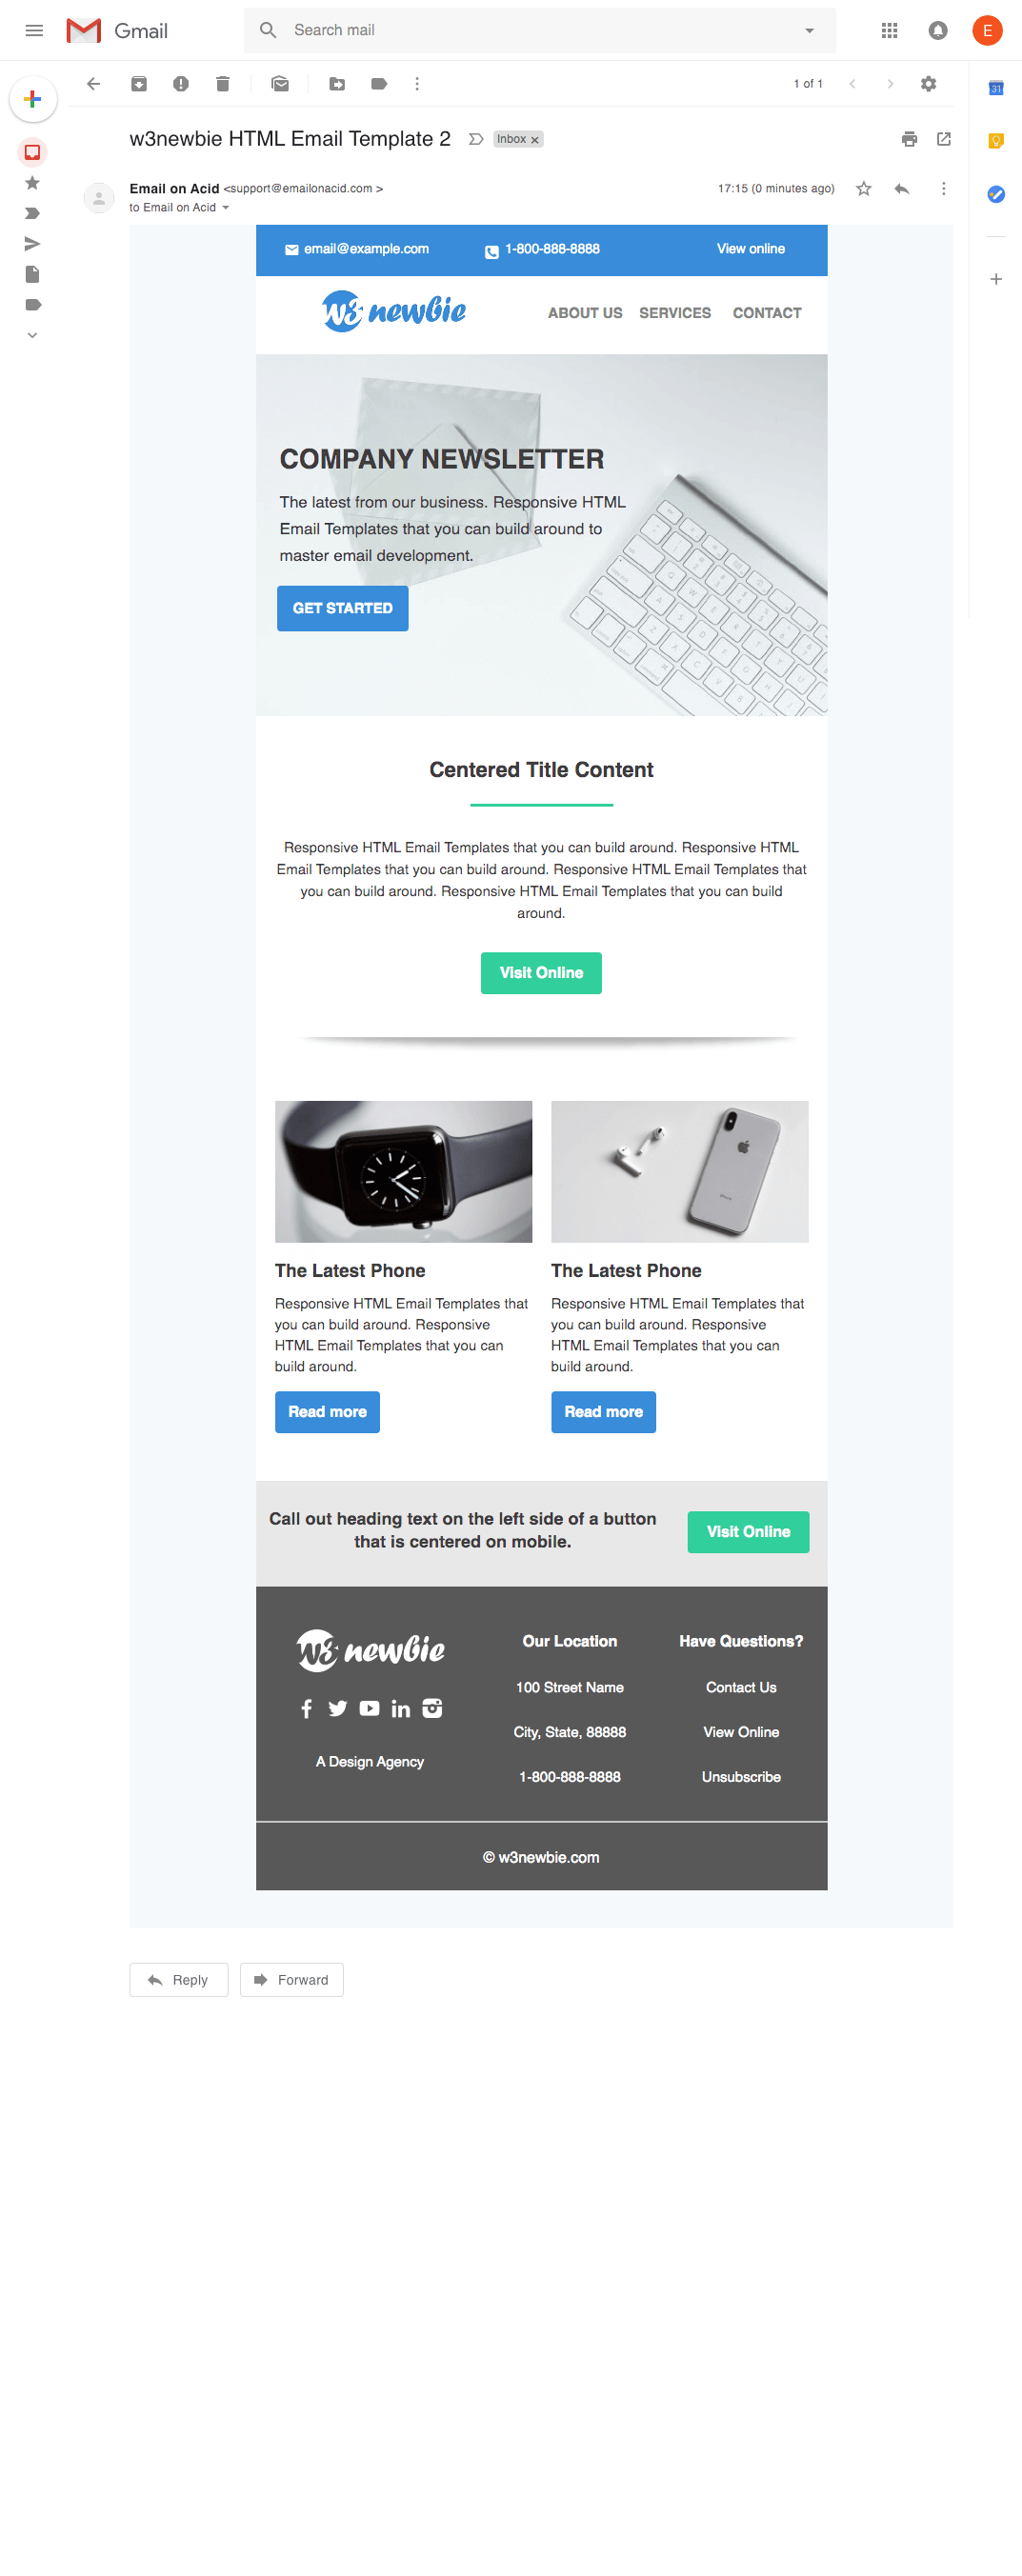 Gmail
Search mail
E
1 of 1
31
w3newbie HTML Email Template 2
Inbox x
Email on Acid <support@emailonacid.com >
17:15 (0 minutes ago)
to Email on Acid
email@example.com
1-800-888-8888
View online
w3 newbie
ABOUT US SERVICES CONTACT
COMPANY NEWSLETTER
The latest from our business. Responsive HTML
Email Templates that you can build around to
master email development.
GET STARTED
Centered Title Content
Responsive HTML Email Templates that you can build around. Responsive HTML
Email Templates that you can build around. Responsive HTML Email Templates that
you can build around. Responsive HTML Email Templates that you can build
around.
Visit Online
The Latest Phone
Responsive HTML Email Templates that
you can build around. Responsive
HTML Email Templates that you can
build around.
Read more
iPhone
The Latest Phone
Responsive HTML Email Templates that
you can build around. Responsive
HTML Email Templates that you can
build around.
Read more
Call out heading text on the left side of a button
that is centered on mobile.
Visit Online
w3 newbie
A Design Agency
Our Location
100 Street Name
City, State, 88888
1-800-888-8888
Have Questions?
Contact Us
View Online
Unsubscribe
© w3newbie.com
Reply
Forward